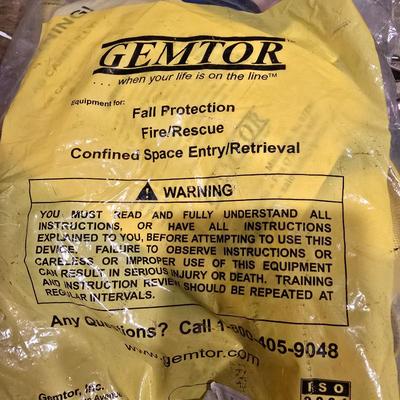 GEMTOR
. . . when your life is on the line™
Equipment for:
Fall Protection
Fire/Rescue
Confined Space Entry/Retrieval
WARNING
YOU MUST READ AND FULLY UNDERSTAND ALL
INSTRUCTIONS, OR HAVE ALL INSTRUCTIONS
EXPLAINED TO YOU, BEFORE ATTEMPTING TO USE THIS
DEVICE. FAILURE TO OBSERVE INSTRUCTIONS OR
CARELESS OR IMPROPER USE OF THIS EQUIPMENT
CAN RESULT IN SERIOUS INJURY OR DEATH. TRAINING
AND INSTRUCTION REVIEW SHOULD BE REPEATED AT
REGULAR INTERVALS.
Any Questions? Call 1-800-405-9048
www.gemtor.com
Gemtor, Inc.
ISO